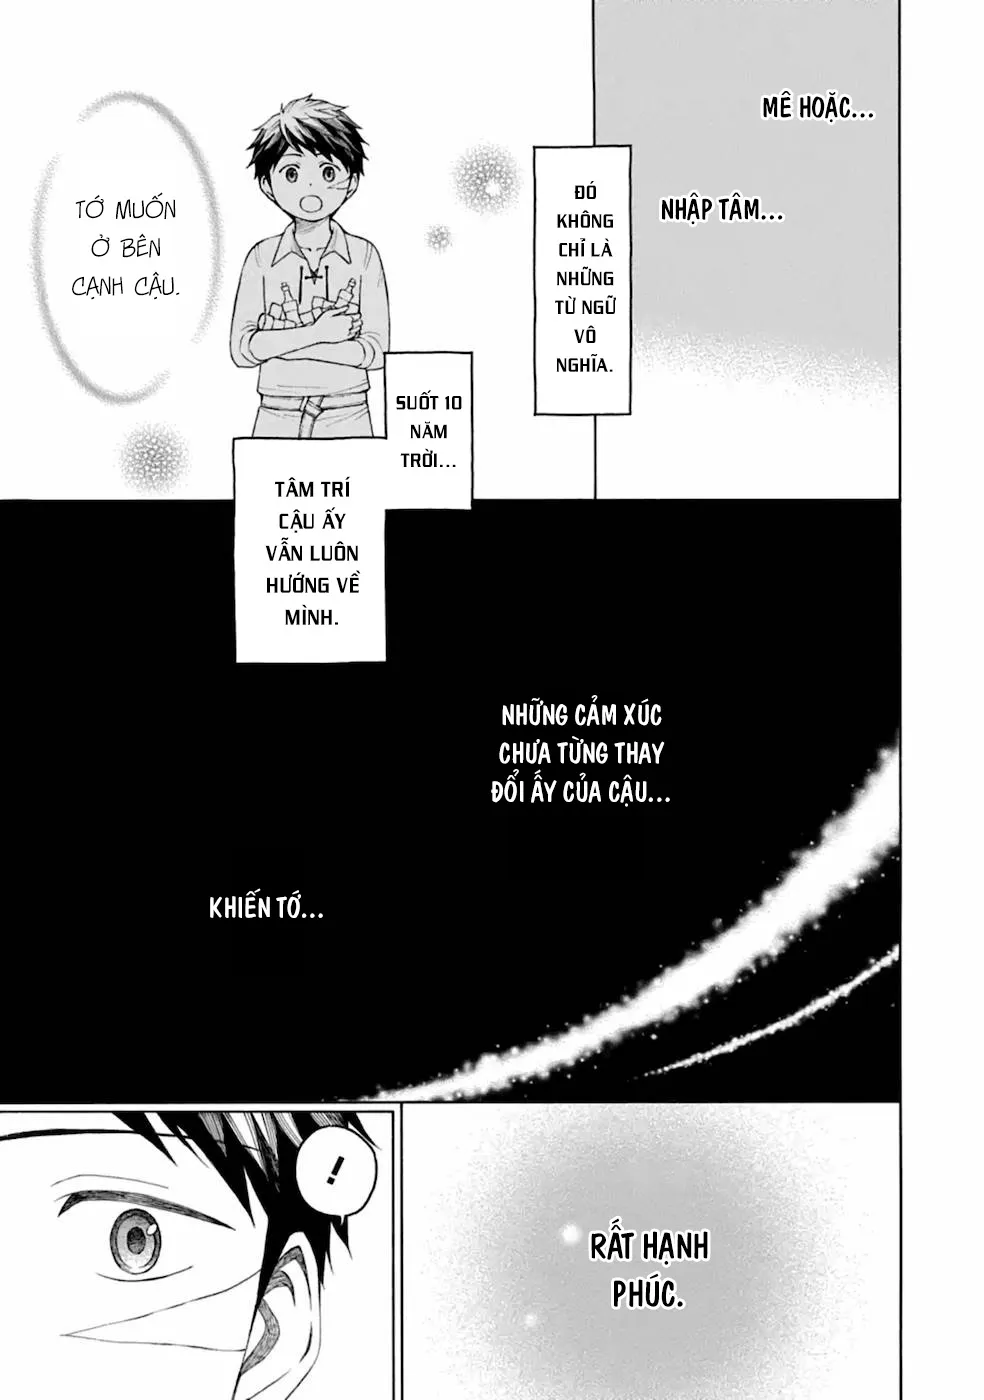 MÊ HOẶC...
NHẬP TÂM...
ĐÓ
KHÔNG
CHỈ LÀ
NHỮNG
TỪ NGỮ
VÔ
NGHĨA.
TỚ MUỐN
Ở BÊN
CẠNH CẬU.
SUỐT 10
NĂM
TRỜI...
TÂM TRÍ
CẬU ẤY
VẪN LUÔN
HƯỚNG VỀ
MÌNH.
NHỮNG CẢM XÚC
CHƯA TỪNG THAY
ĐỔI ẤY CỦA CẬU...
KHIẾN TỚ...
RẤT HẠNH
PHÚC.
!